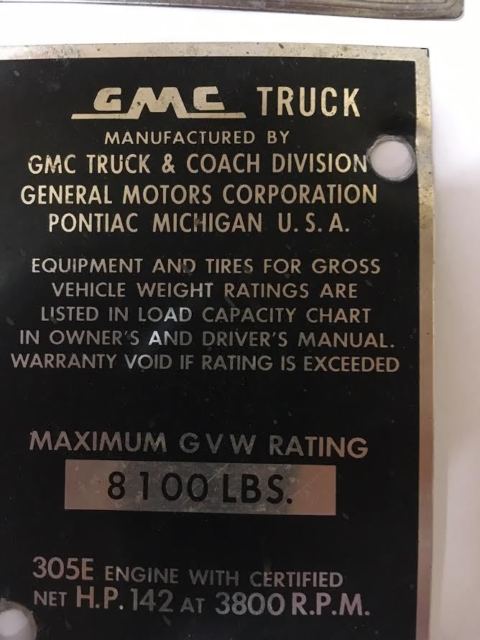 GMC TRUCK
MANUFACTURED BY
GMC TRUCK & COACH DIVISION
GENERAL MOTORS CORPORATION
PONTIAC MICHIGAN U.S.A.
EQUIPMENT AND TIRES FOR GROSS
VEHICLE WEIGHT RATINGS ARE
LISTED IN LOAD CAPACITY CHART
IN OWNER'S AND DRIVER'S MANUAL.
WARRANTY VOID IF RATING IS EXCEEDED
MAXIMUM GVW RATING
8100 LBS.
305E ENGINE WITH CERTIFIED
NET H.P. 142 AT 3800 R.P.M.